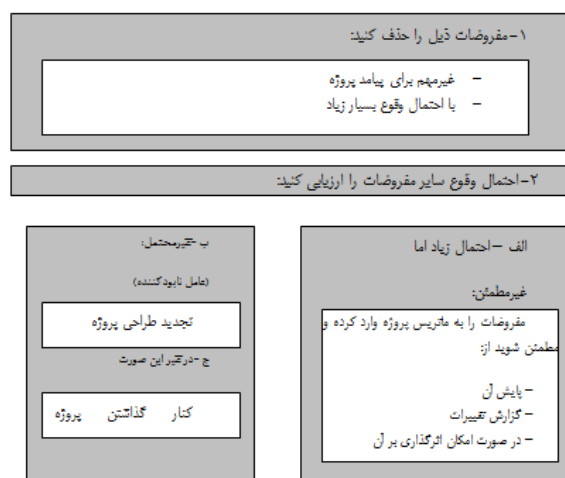 ۱-مفروضات ذیل را حذف کنید:
– غیرمهم برای پیامد پروژه
– با احتمال وقوع بسیار زیاد
۲-احتمال وقوع سایر مفروضات را ارزیابی کنید:
الف –احتمال زیاد اما
غیرمطمئن:
مفروضات را به ماتریس پروژه وارد کرده و
مطمئن شوید از:
– پایش آن
– گزارش تغییرات
– در صورت امکان اثرگذاری بر آن
ب -غیرمحتمل:
(عامل نابودکننده)
تجدید طراحی پروژه
ج -درغیر این صورت
کنار گذاشتن پروژه